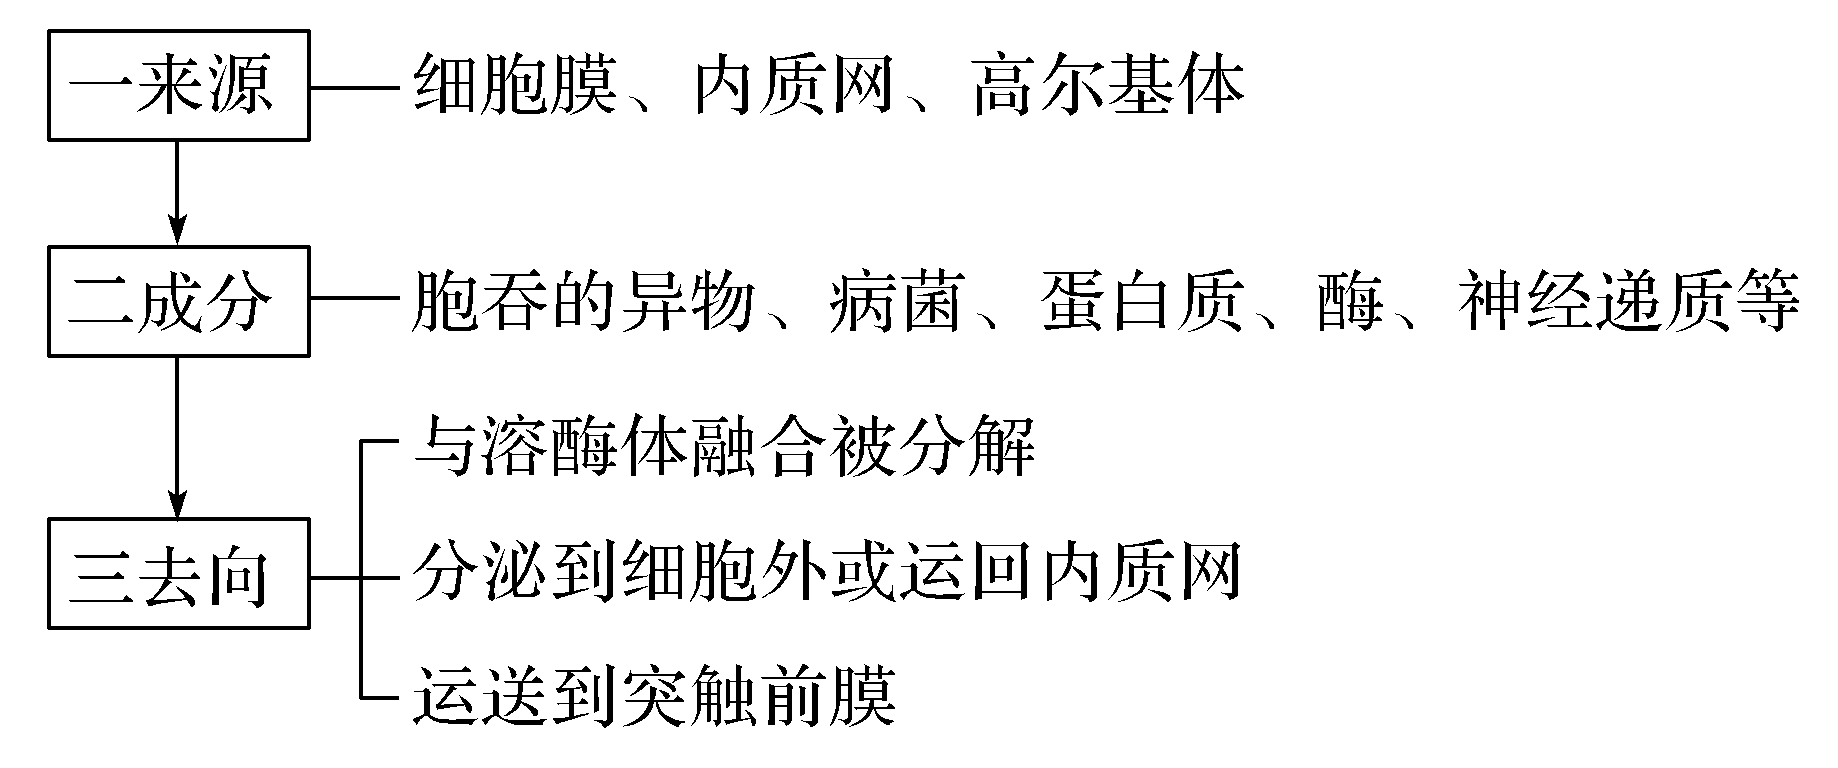 一来源 细胞膜、内质网、高尔基体
二成分 胞吞的异物、病菌、蛋白质、酶、神经递质等
与溶酶体融合被分解
三去向 分泌到细胞外或运回内质网
运送到突触前膜